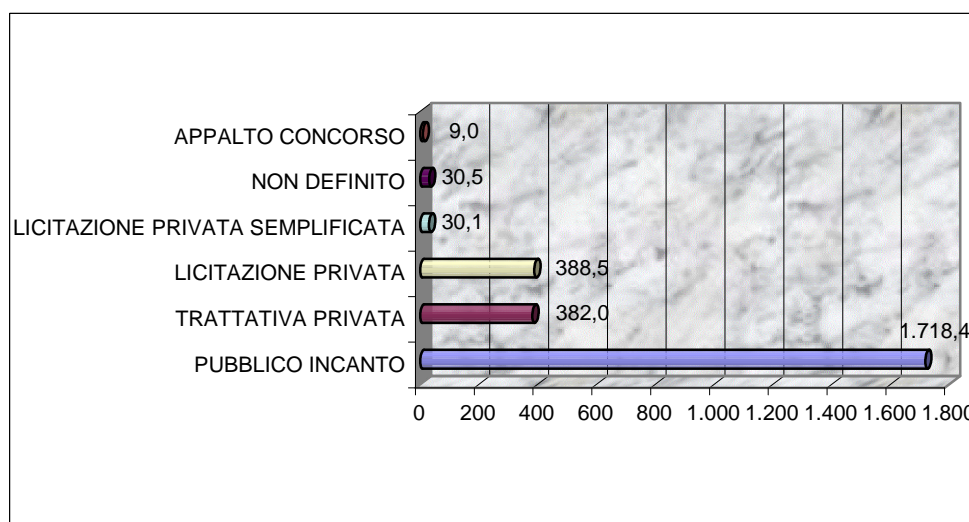 APPALTO CONCORSO 9,0
NON DEFINITO 30,5
LICITAZIONE PRIVATA SEMPLIFICATA 30,1
LICITAZIONE PRIVATA 388,5
TRATTATIVA PRIVATA 382,0
PUBBLICO INCANTO 1.718,4
0 200 400 600 800 1.000 1.200 1.400 1.600 1.800